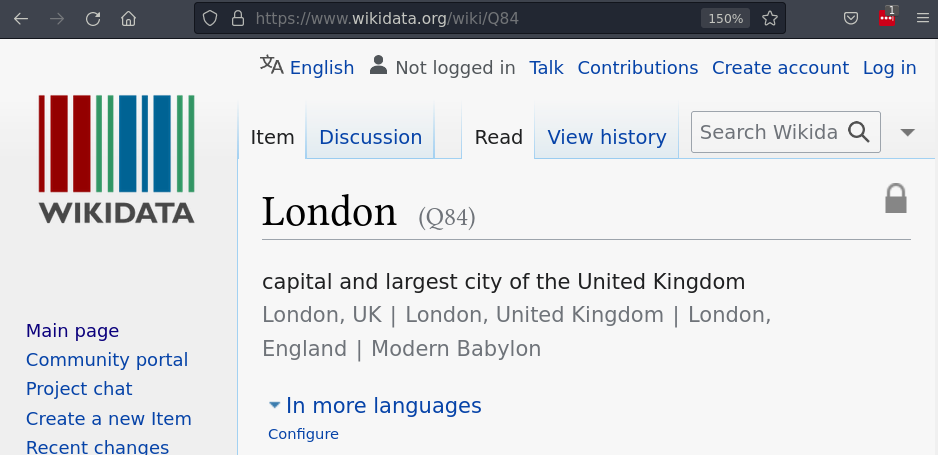 https://www.wikidata.org/wiki/Q84
150%
1
English Not logged in Talk Contributions Create account Log in
Item Discussion Read View history Search Wikida
WIKIDATA
London (Q84)
capital and largest city of the United Kingdom
London, UK | London, United Kingdom | London,
England | Modern Babylon
In more languages
Configure
Main page
Community portal
Project chat
Create a new Item
Recent changes